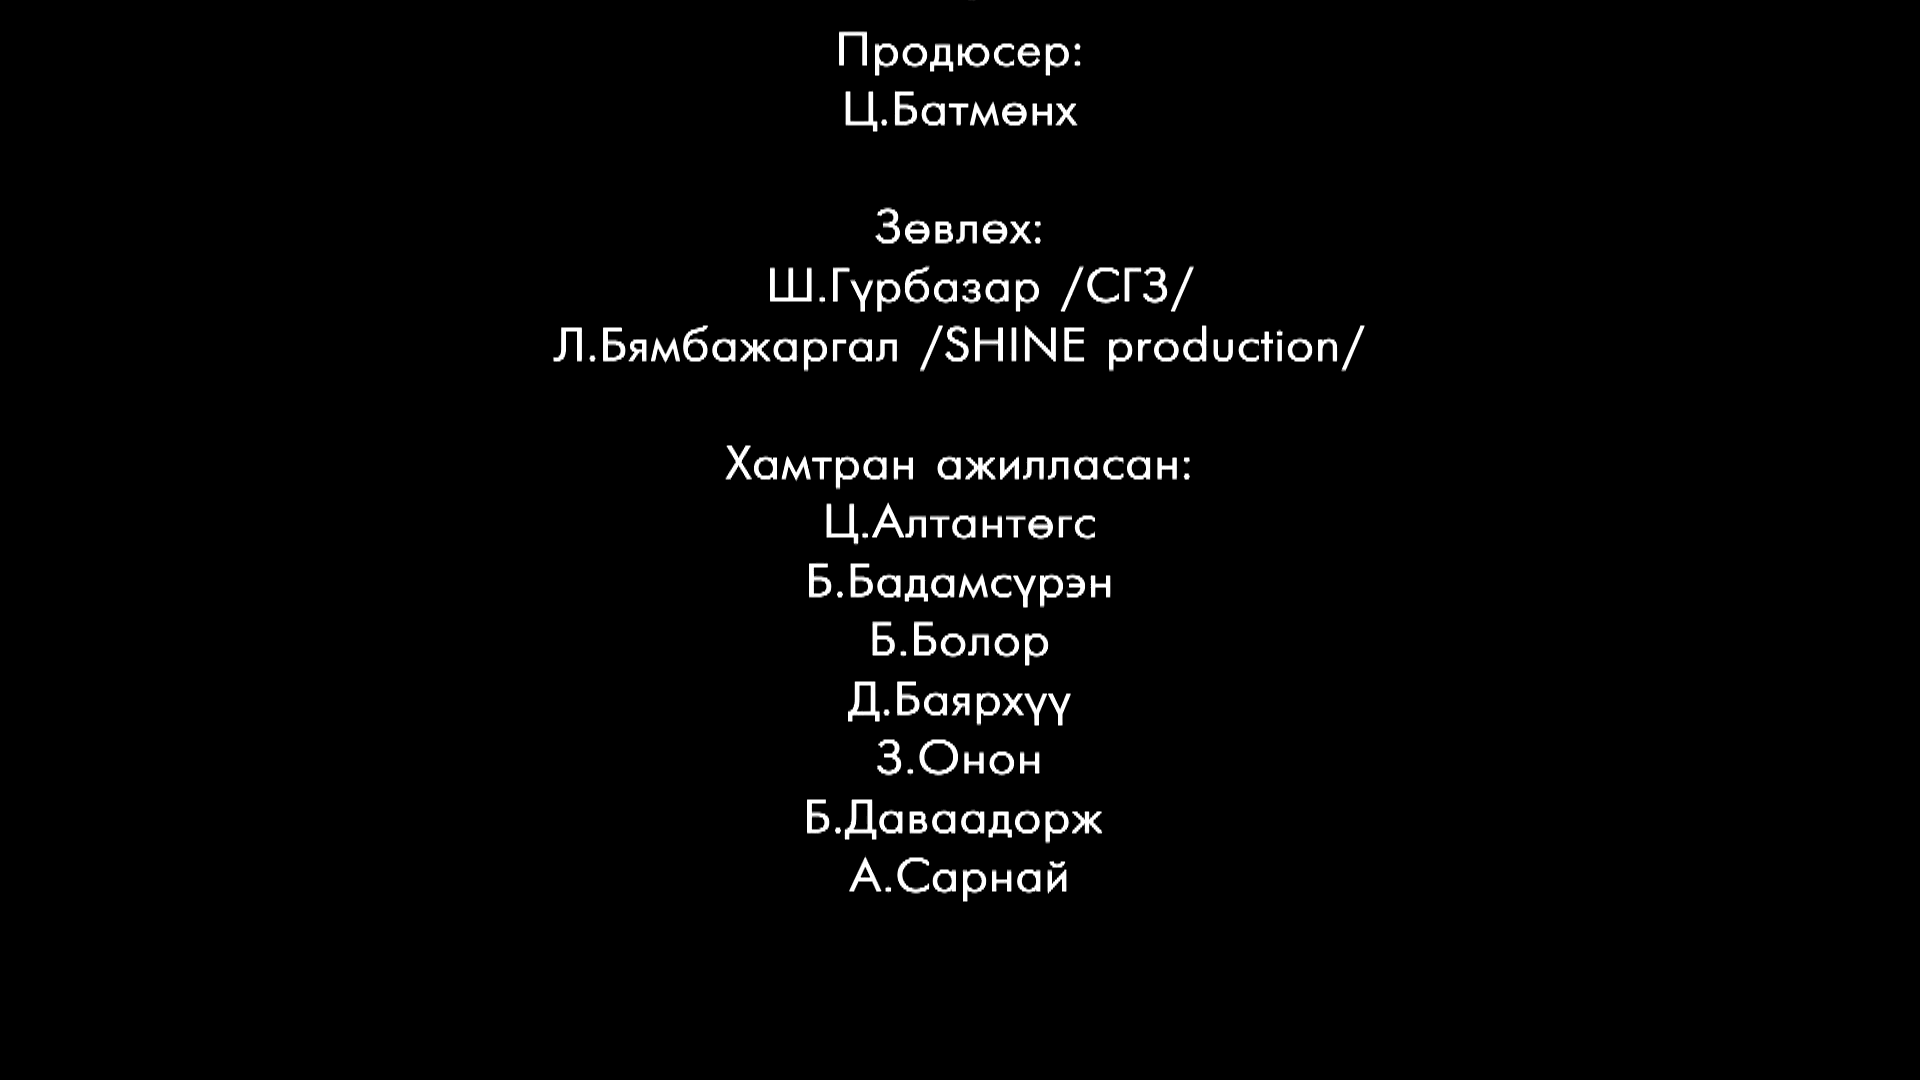 Продюсер:
Ц.Батмөнх
Зөвлөх:
Ш.Гүрбазар /СГЗ/
Л.Бямбажаргал /SHINE production/
Хамтран ажилласан:
Ц.Алтантөгс
Б.Бадамсүрэн
Б.Болор
Д.Баярхүү
З.Онон
Б.Даваадорж
А.Сарнай